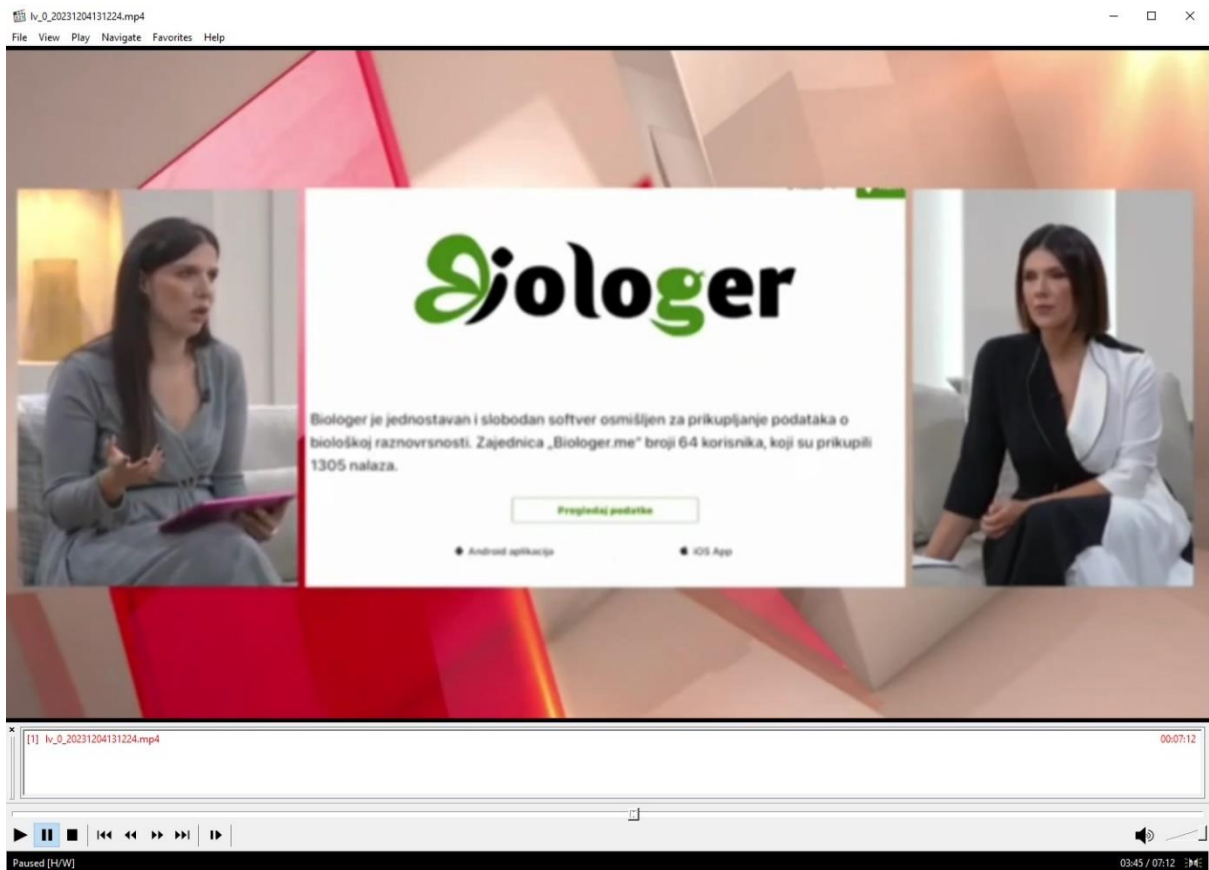 lv_0_20231204131224.mp4
File View Play Navigate Favorites Help
Biologer
Biologer je jednostavan i slobodan softver osmišljen za prikupljanje podataka o
biološkoj raznovrsnosti. Zajednica „Biologer.me“ broji 64 korisnika, koji su prikupili
1305 nalaza.
Pregledaj podatke
Android aplikacija iOS App
[1] lv_0_20231204131224.mp4 00:07:12
Paused [H/W] 03:45 / 07:12